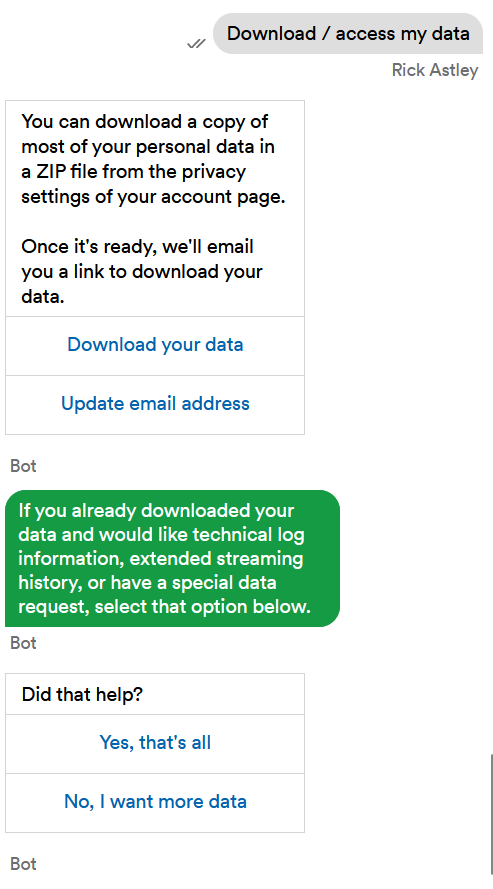 Download / access my data
Rick Astley
You can download a copy of
most of your personal data in
a ZIP file from the privacy
settings of your account page.
Once it's ready, we'll email
you a link to download your
data.
Download your data
Update email address
Bot
If you already downloaded your
data and would like technical log
information, extended streaming
history, or have a special data
request, select that option below.
Bot
Did that help?
Yes, that's all
No, I want more data
Bot